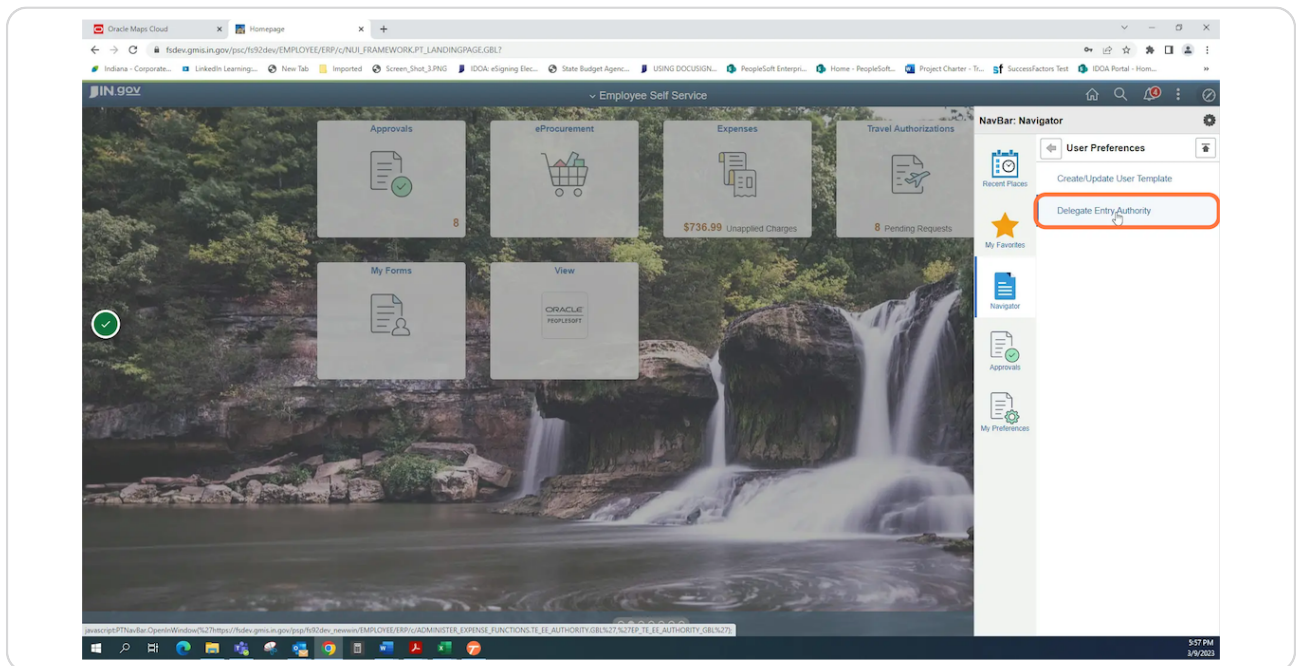 Oracle Maps Cloud
Homepage
fsdev.gmis.in.gov/psc/fs92dev/EMPLOYEE/ERP/c/NUI_FRAMEWORK.PT_LANDINGPAGE.GBL?
Indiana - Corporate... LinkedIn Learning:... New Tab Imported Screen_Shot_3.PNG IDOA: eSigning Elec... State Budget Agenc... USING DOCUSIGN... PeopleSoft Enterpri... Home - PeopleSoft... Project Charter - Tr... SuccessFactors Test IDOA Portal - Hom...
IN.gov
Employee Self Service
4
NavBar: Navigator
Approvals
8
eProcurement
Expenses
$736.99 Unapplied Charges
Travel Authorizations
8 Pending Requests
My Forms
View
ORACLE
PEOPLESOFT
Recent Places
My Favorites
Navigator
Approvals
My Preferences
User Preferences
Create/Update User Template
Delegate Entry Authority
javascript:PTNavBar.OpenInWindow(%27https://fsdev.gmis.in.gov/psp/fs92dev_newwin/EMPLOYEE/ERP/c/ADMINISTER_EXPENSE_FUNCTIONS.TE_EE_AUTHORITY.GBL%27,%27EP_TE_EE_AUTHORITY_GBL%27);
5:57 PM
3/9/2023